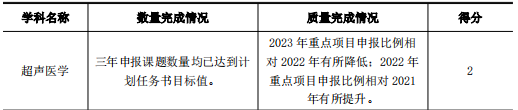 学科名称 数量完成情况 质量完成情况 得分
2023 年重点项目申报比例相
三年申报课题数量均已达到计 对 2022 年有所降低；2022 年
超声医学 2
划任务书目标值。 重点项目申报比例相对 2021
年有所提升。